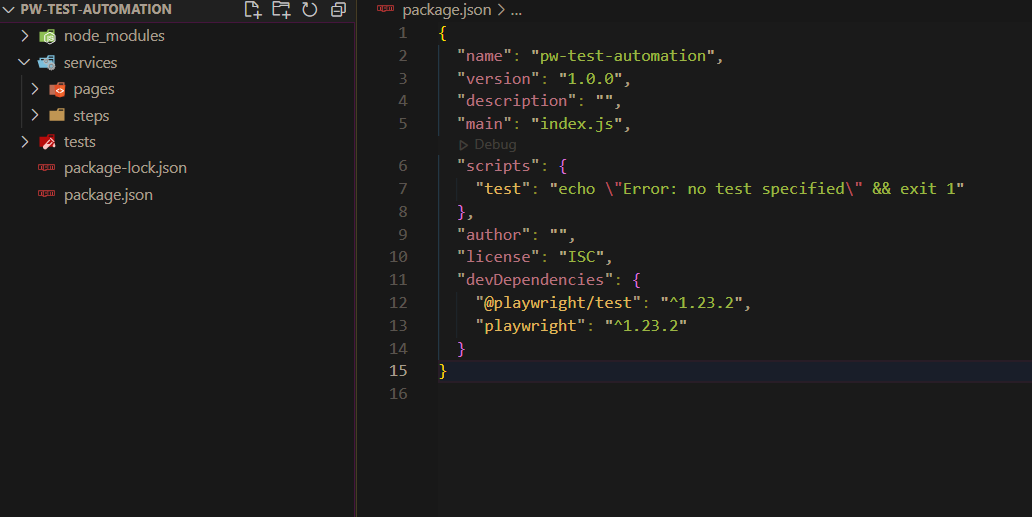 PW-TEST-AUTOMATION
node_modules
services
pages
steps
tests
package-lock.json
package.json
package.json > ...
1 {
2 "name": "pw-test-automation",
3 "version": "1.0.0",
4 "description": "",
5 "main": "index.js",
Debug
6 "scripts": {
7 "test": "echo \"Error: no test specified\" && exit 1"
8 },
9 "author": "",
10 "license": "ISC",
11 "devDependencies": {
12 "@playwright/test": "^1.23.2",
13 "playwright": "^1.23.2"
14 }
15 }
16